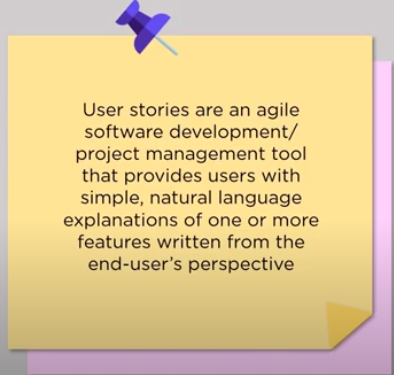 User stories are an agile
software development/
project management tool
that provides users with
simple, natural language
explanations of one or more
features written from the
end-user's perspective